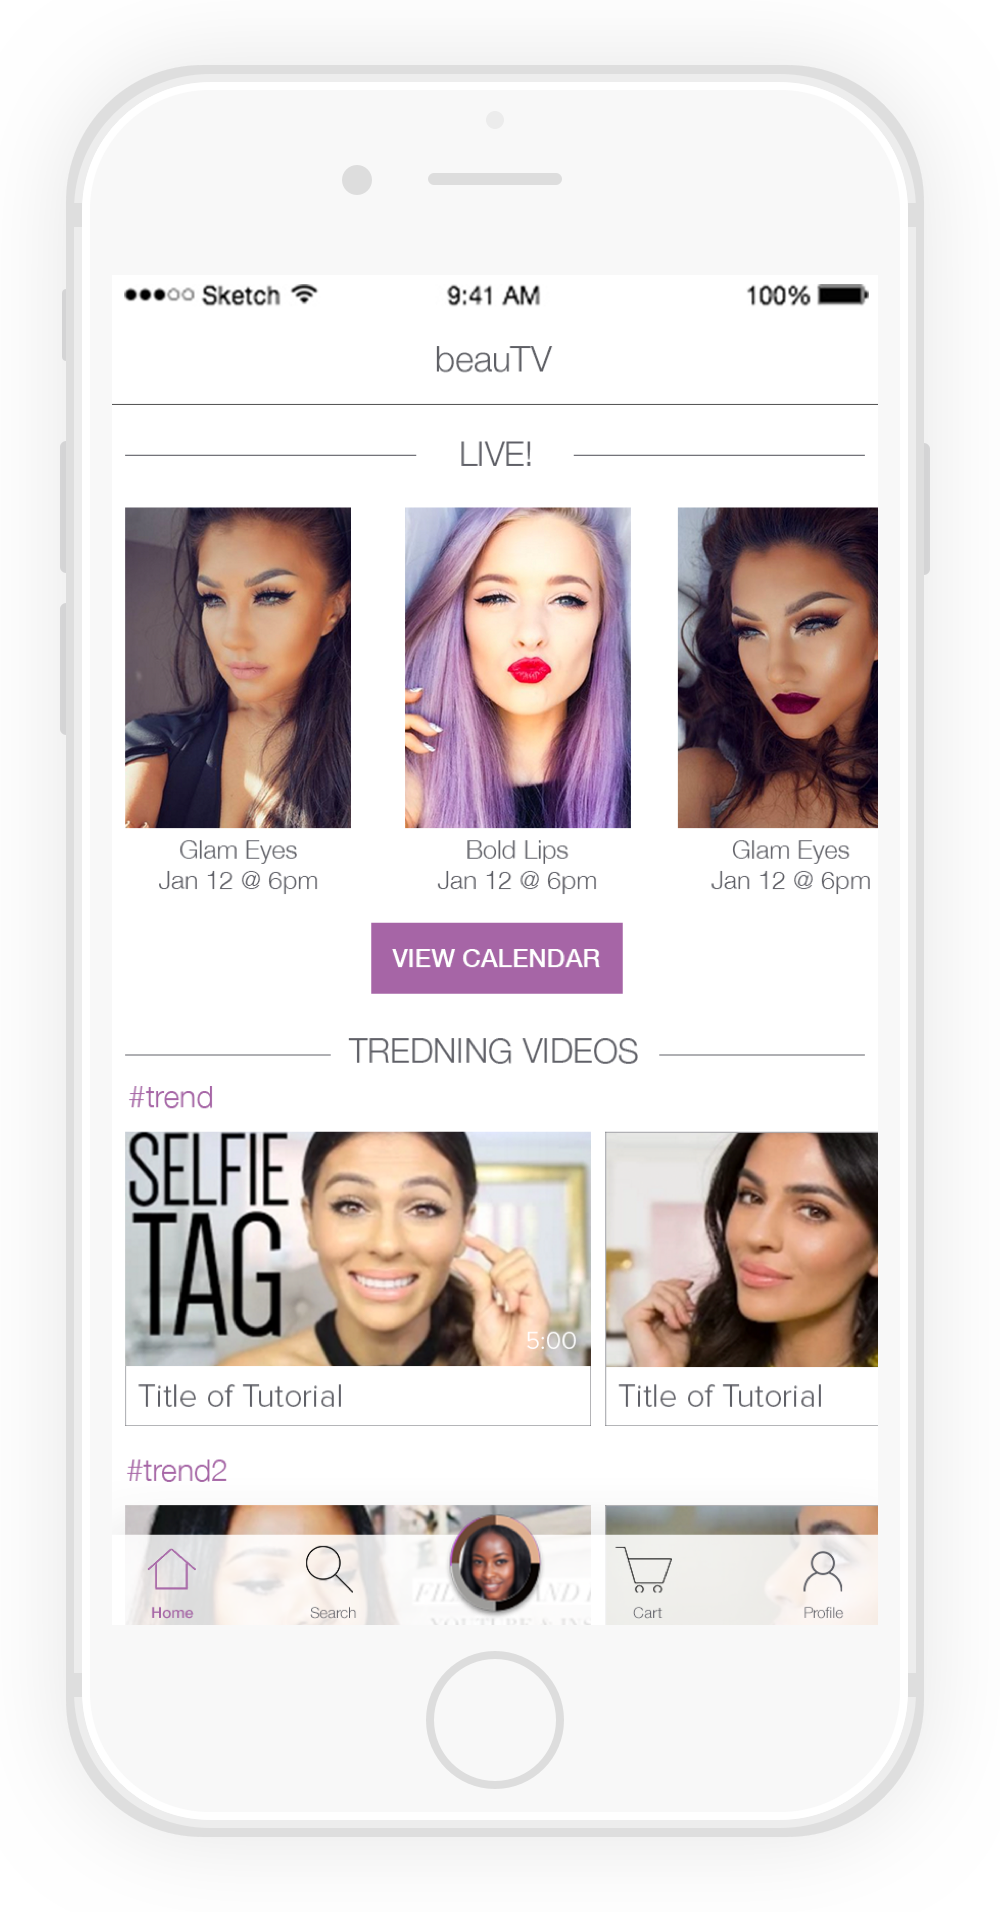 Sketch 9:41 AM 100%
beauTV
LIVE!
Glam Eyes Bold Lips Glam Eyes
Jan 12 @ 6pm Jan 12 @ 6pm Jan 12 @ 6pm
VIEW CALENDAR
TREDNING VIDEOS
#trend
SELFIE
TAG
5:00
Title of Tutorial Title of Tutorial
#trend2
AND
Home Search Cart Profile